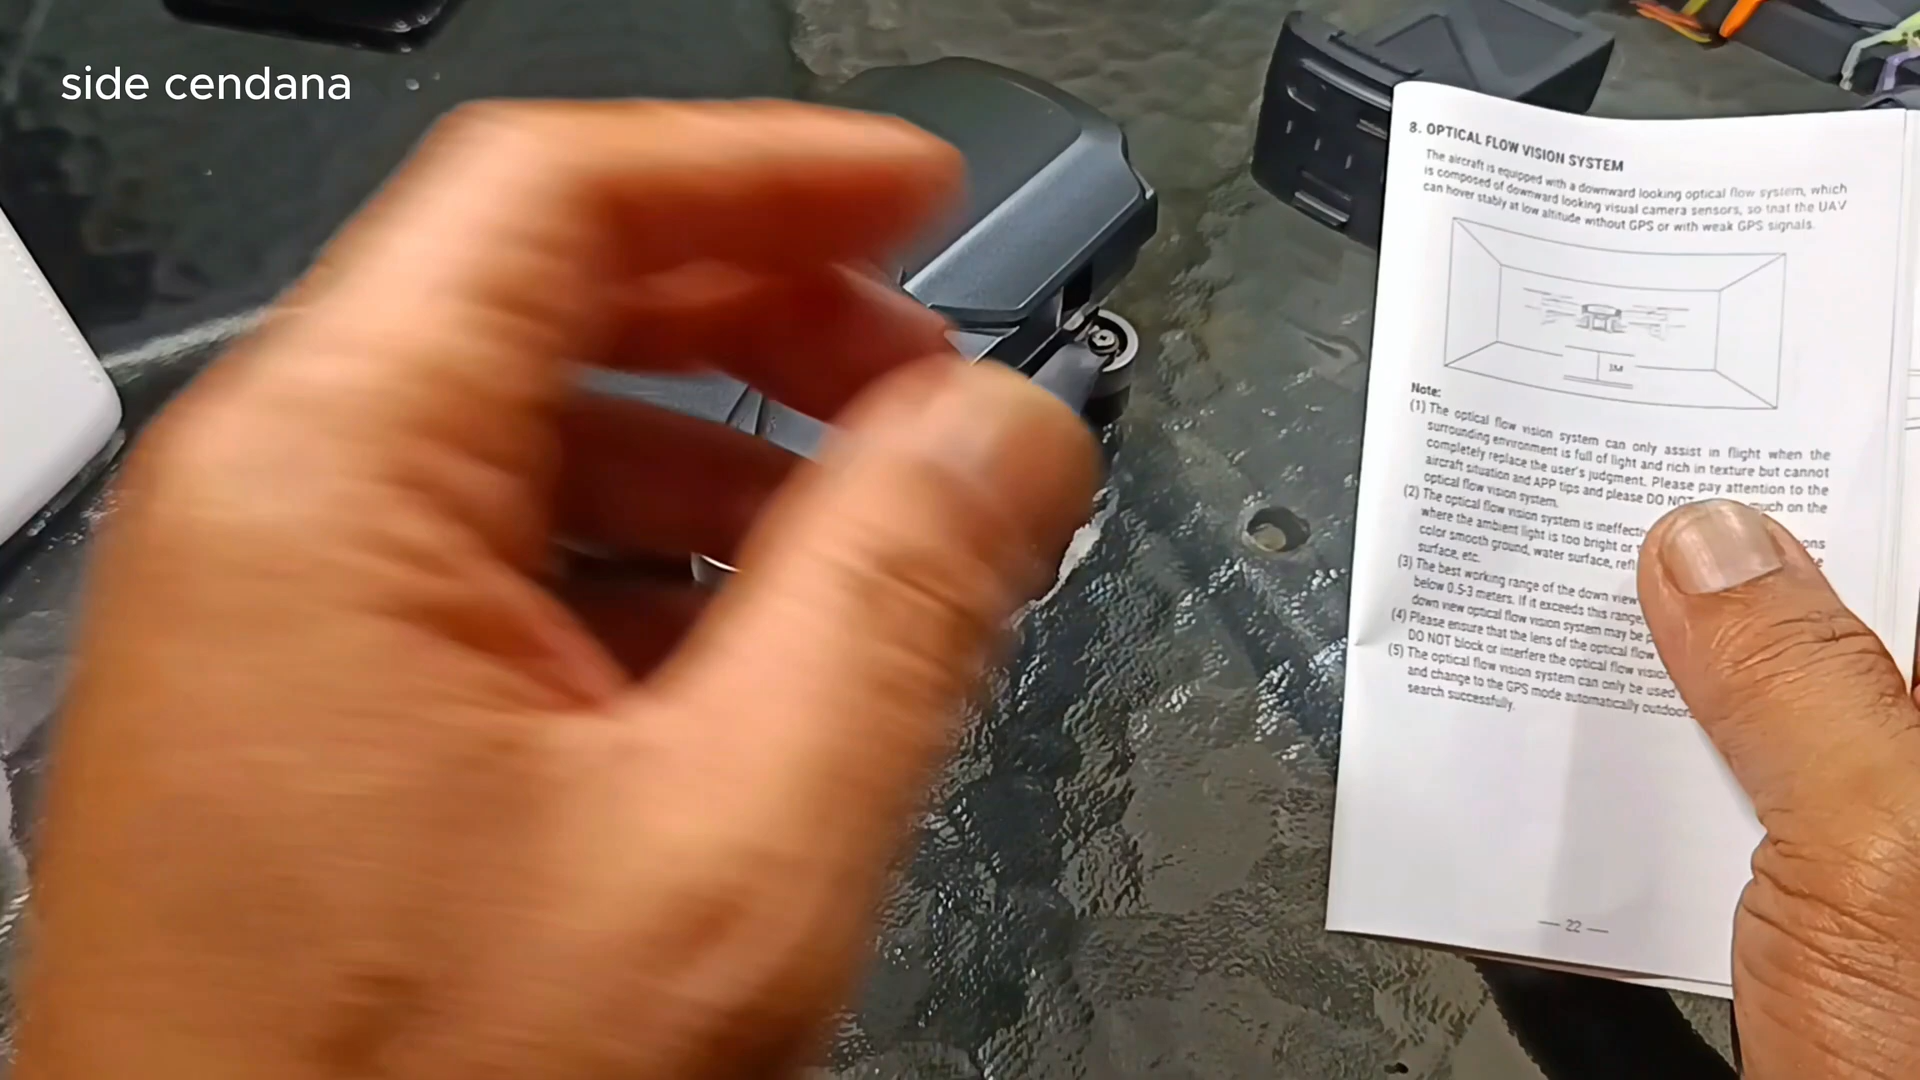 side cendana
8. OPTICAL FLOW VISION SYSTEM
The aircraft is equipped with a downward looking optical flow system, which
is composed of downward looking visual camera sensors, so that the UAV
can hover stably at low altitude without GPS or with weak GPS signals.
1M
Note:
(1) The optical flow vision system can only assist in flight when the
surrounding environment is full of light and rich in texture but cannot
completely replace the user's judgment. Please pay attention to the
aircraft situation and APP tips and please DO NOT much on the
optical flow vision system.
(2) The optical flow vision system is
where the ambient light is too bright or
color smooth ground, water surface,
surface, etc.
(3) The best working range of the down view
below 0.5-3 meters. If it exceeds this range,
down view optical flow vision system may be
(4) Please ensure that the lens of the optical flow
DO NOT block or interfere the optical flow
(5) The optical flow vision system can only be used
and change to the GPS mode automatically outdoors
search successfully.
— 22 —